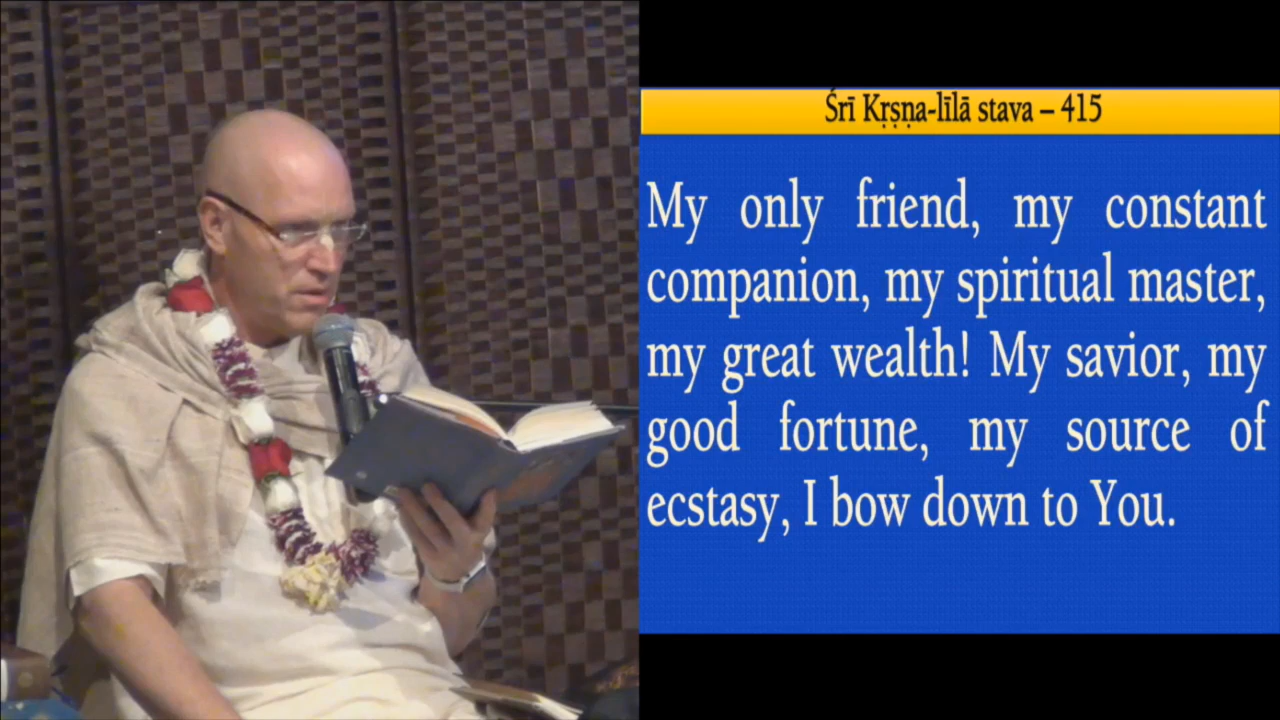 Śrī Kṛṣṇa-līlā stava – 415
My only friend, my constant
companion, my spiritual master,
my great wealth! My savior, my
good fortune, my source of
ecstasy, I bow down to You.